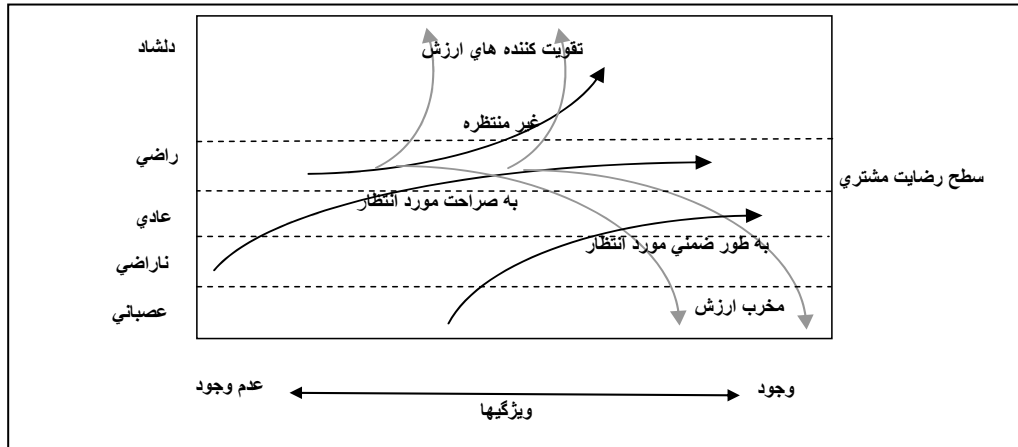 دلشاد
تقويت كننده هاي ارزش
غير منتظره
راضي
سطح رضايت مشتري
به صراحت مورد انتظار
عادي
به طور ضمني مورد انتظار
ناراضي
مخرب ارزش
عصباني
وجود
عدم وجود
ويژگيها